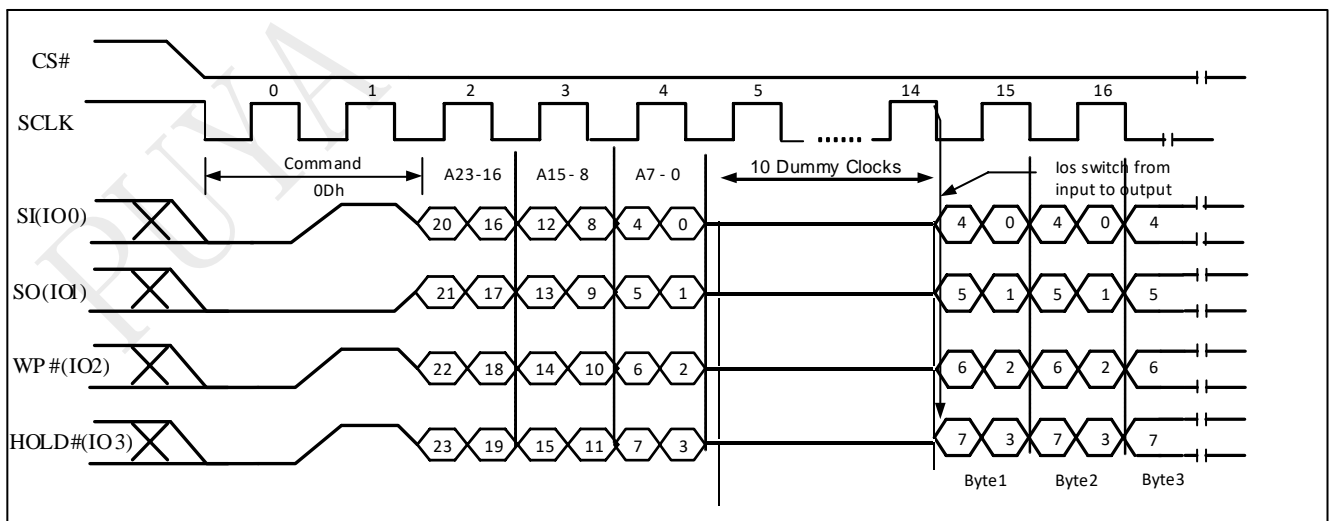 CS#
0 1 2 3 4 5 14 15 16
SCLK
Command
0Dh
A23-16 A15-8 A7-0
10 Dummy Clocks
Ios switch from
input to output
SI(IO0) 20 16 12 8 4 0 4 0 4 0 4
SO(IO1) 21 17 13 9 5 1 5 1 5 1 5
WP#(IO2) 22 18 14 10 6 2 6 2 6 2 6
HOLD#(IO3) 23 19 15 11 7 3 7 3 7 3 7
Byte1 Byte2 Byte3
PUYA